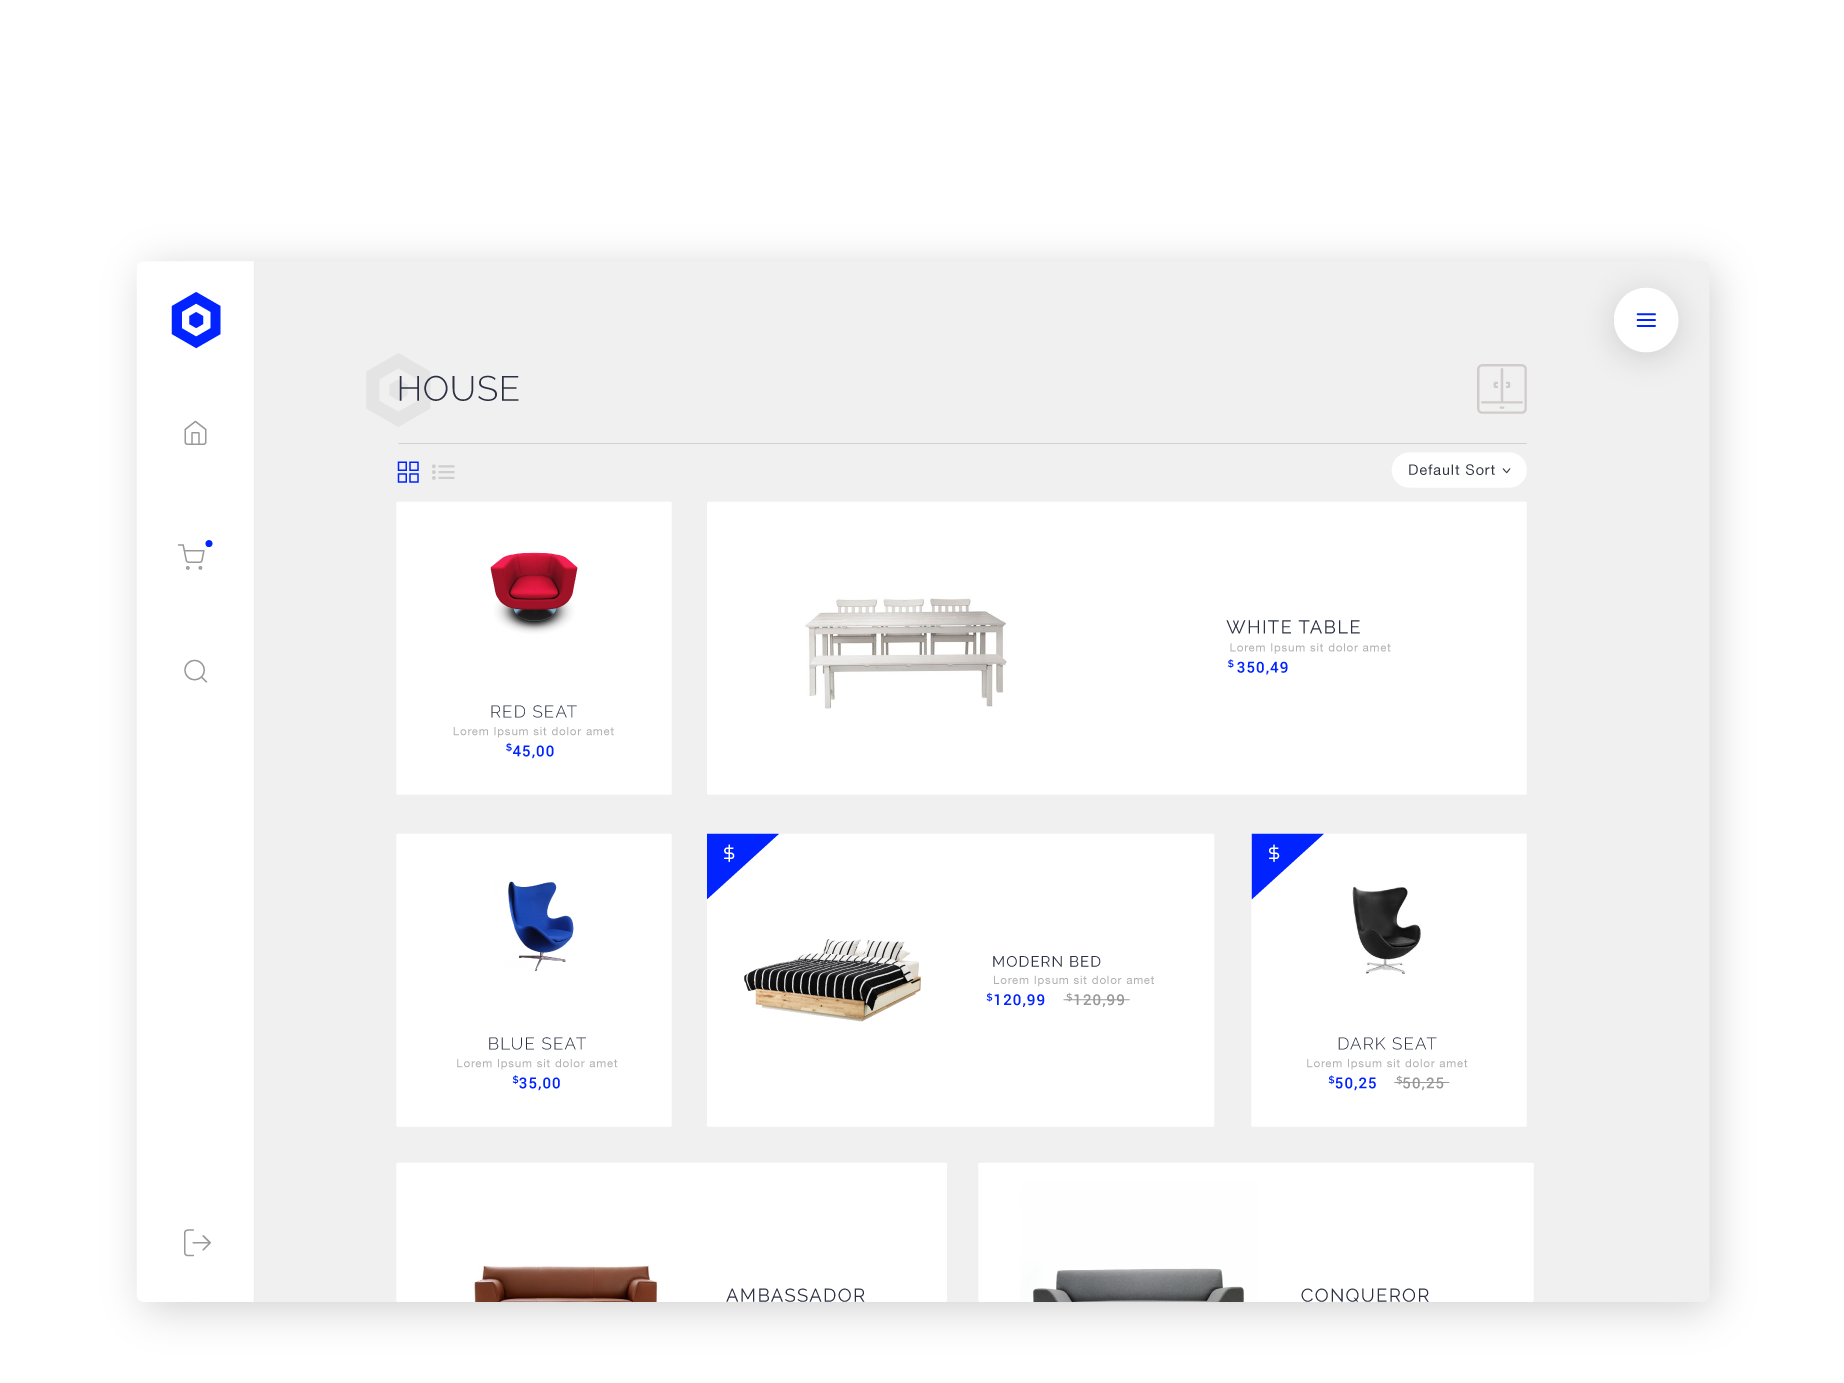 HOUSE
Default Sort
RED SEAT
Lorem Ipsum sit dolor amet
$45,00
WHITE TABLE
Lorem Ipsum sit dolor amet
$350,49
BLUE SEAT
Lorem Ipsum sit dolor amet
$35,00
$
MODERN BED
Lorem Ipsum sit dolor amet
$120,99 $120,99
$
DARK SEAT
Lorem Ipsum sit dolor amet
$50,25 $50,25
AMBASSADOR
CONQUEROR